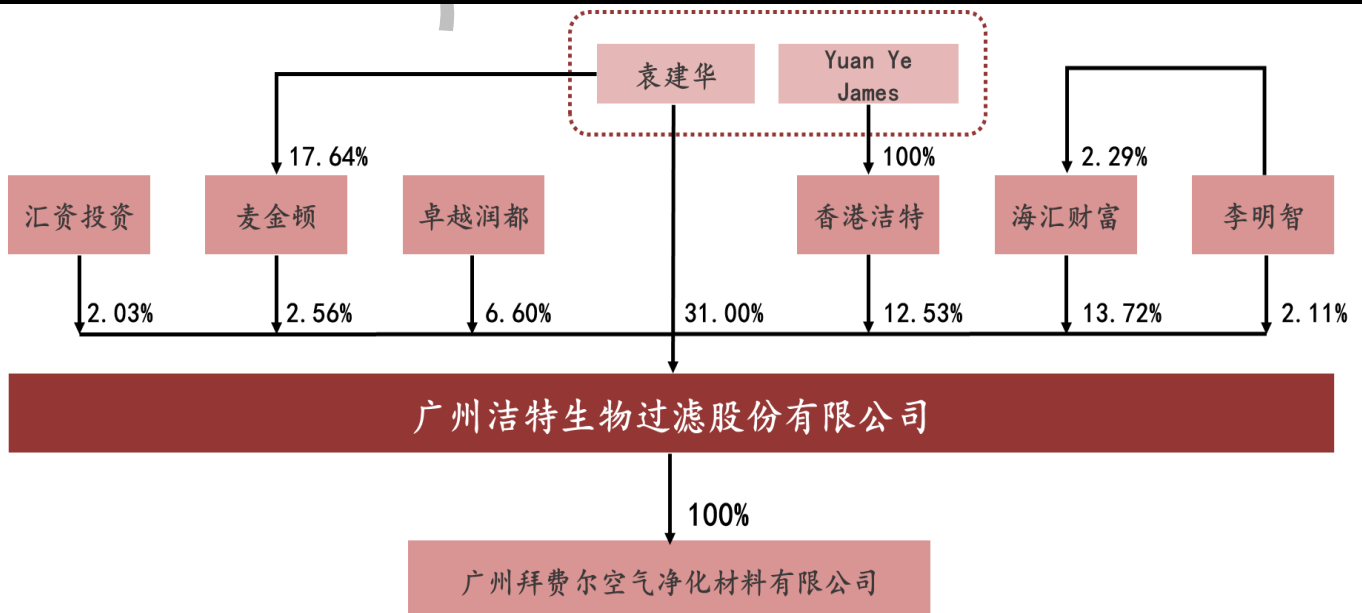 袁建华
Yuan Ye
James
17.64%
100%
2.29%
汇资投资
麦金顿
卓越润都
香港洁特
海汇财富
李明智
2.03%
2.56%
6.60%
31.00%
12.53%
13.72%
2.11%
广州洁特生物过滤股份有限公司
100%
广州拜费尔空气净化材料有限公司